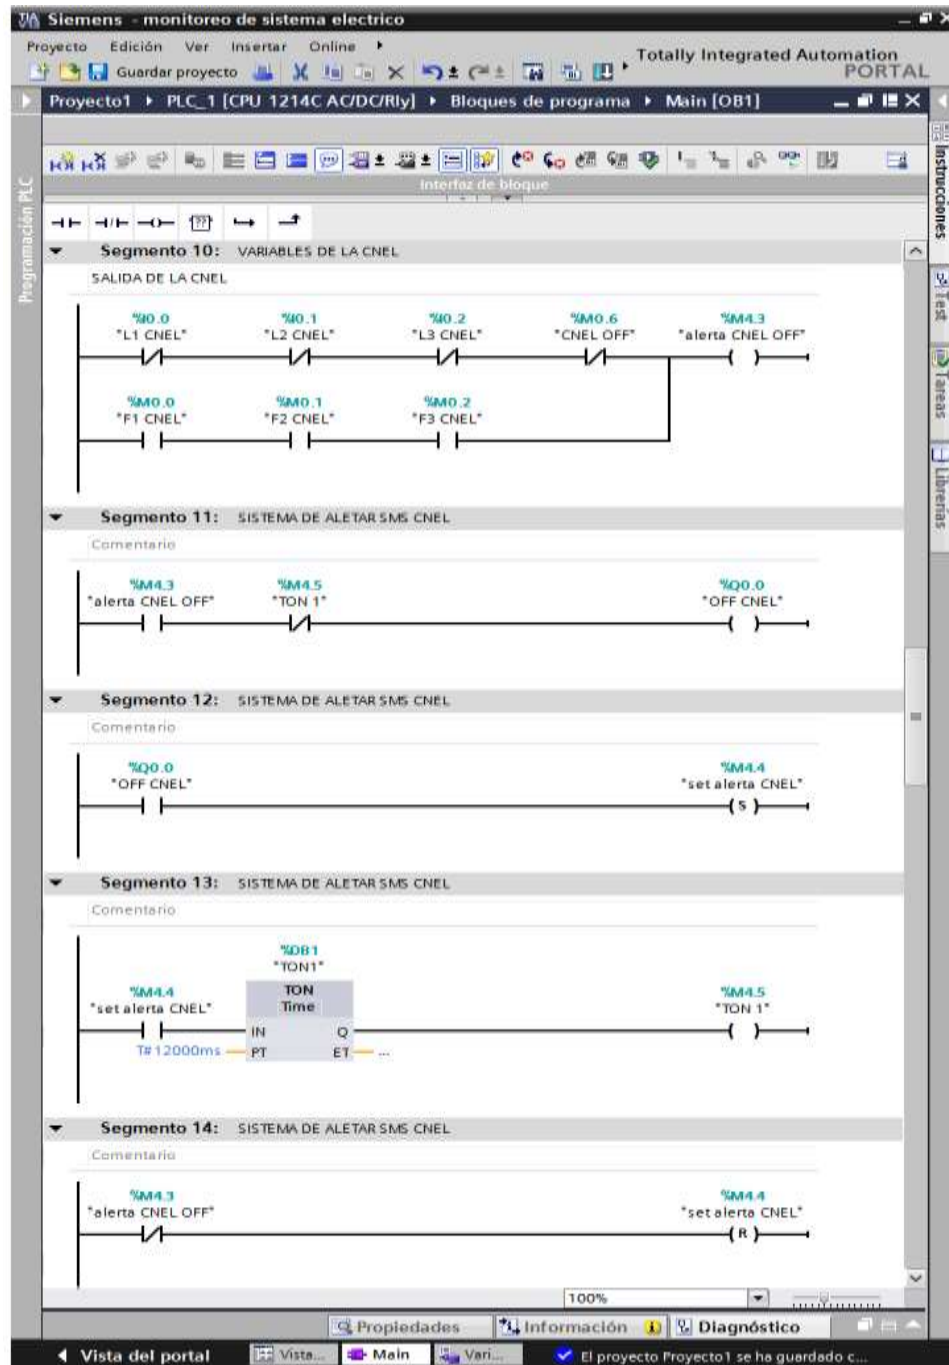 Siemens - monitoreo de sistema electrico
Proyecto Edición Ver Insertar Online
Totally Integrated Automation
PORTAL
Guardar proyecto
Proyecto1 PLC_1 [CPU 1214C AC/DC/Rly] Bloques de programa Main [OB1]
Interfaz de bloque
Programación PLC
Instrucciones
Test
Tareas
Librerías
Segmento 10: VARIABLES DE LA CNEL
SALIDA DE LA CNEL
%I0.0 %I0.1 %I0.2 %M0.6 %M4.3
"L1 CNEL" "L2 CNEL" "L3 CNEL" "CNEL OFF" "alerta CNEL OFF"
%M0.0 %M0.1 %M0.2
"F1 CNEL" "F2 CNEL" "F3 CNEL"
Segmento 11: SISTEMA DE ALETAR SMS CNEL
Comentario
%M4.3 %M4.5 %Q0.0
"alerta CNEL OFF" "TON 1" "OFF CNEL"
Segmento 12: SISTEMA DE ALETAR SMS CNEL
Comentario
%Q0.0 %M4.4
"OFF CNEL" "set alerta CNEL"
S
Segmento 13: SISTEMA DE ALETAR SMS CNEL
Comentario
%DB1
"TON1"
%M4.4 TON %M4.5
"set alerta CNEL" Time "TON 1"
IN Q
T#12000ms PT ET ...
Segmento 14: SISTEMA DE ALETAR SMS CNEL
Comentario
%M4.3 %M4.4
"alerta CNEL OFF" "set alerta CNEL"
R
100%
Propiedades Información Diagnóstico
Vista del portal Vista... Main Vari... El proyecto Proyecto1 se ha guardado c...